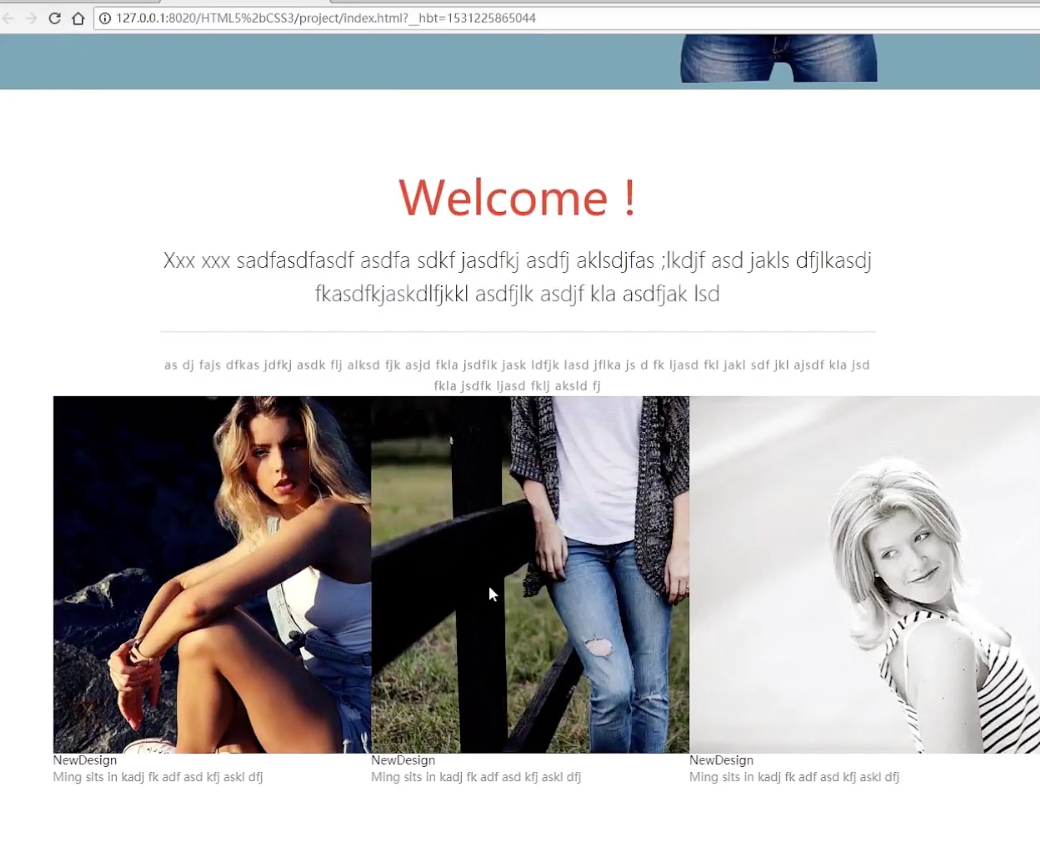 127.0.0.1:8020/HTML5%2bCSS3/project/index.html?__hbt=1531225865044
Welcome !
Xxx xxx sadfasdfasdf asdfa sdkf jasdfkj asdfj aklsdjfas ;lkdjf asd jakls dfjlkasdj
fkasdfkjaskdlfjkkl asdfjlk asdjf kla asdfjak lsd
as dj fajs dfkas jdfkj asdk flj alksd fjk asjd fkla jsdflk jask ldfjk lasd jflka js d fk ljasd fkl jakl sdf jkl ajsdf kla jsd
fkla jsdfk ljasd fklj aksld fj
NewDesign
Ming sits in kadj fk adf asd kfj askl dfj
NewDesign
Ming sits in kadj fk adf asd kfj askl dfj
NewDesign
Ming sits in kadj fk adf asd kfj askl dfj